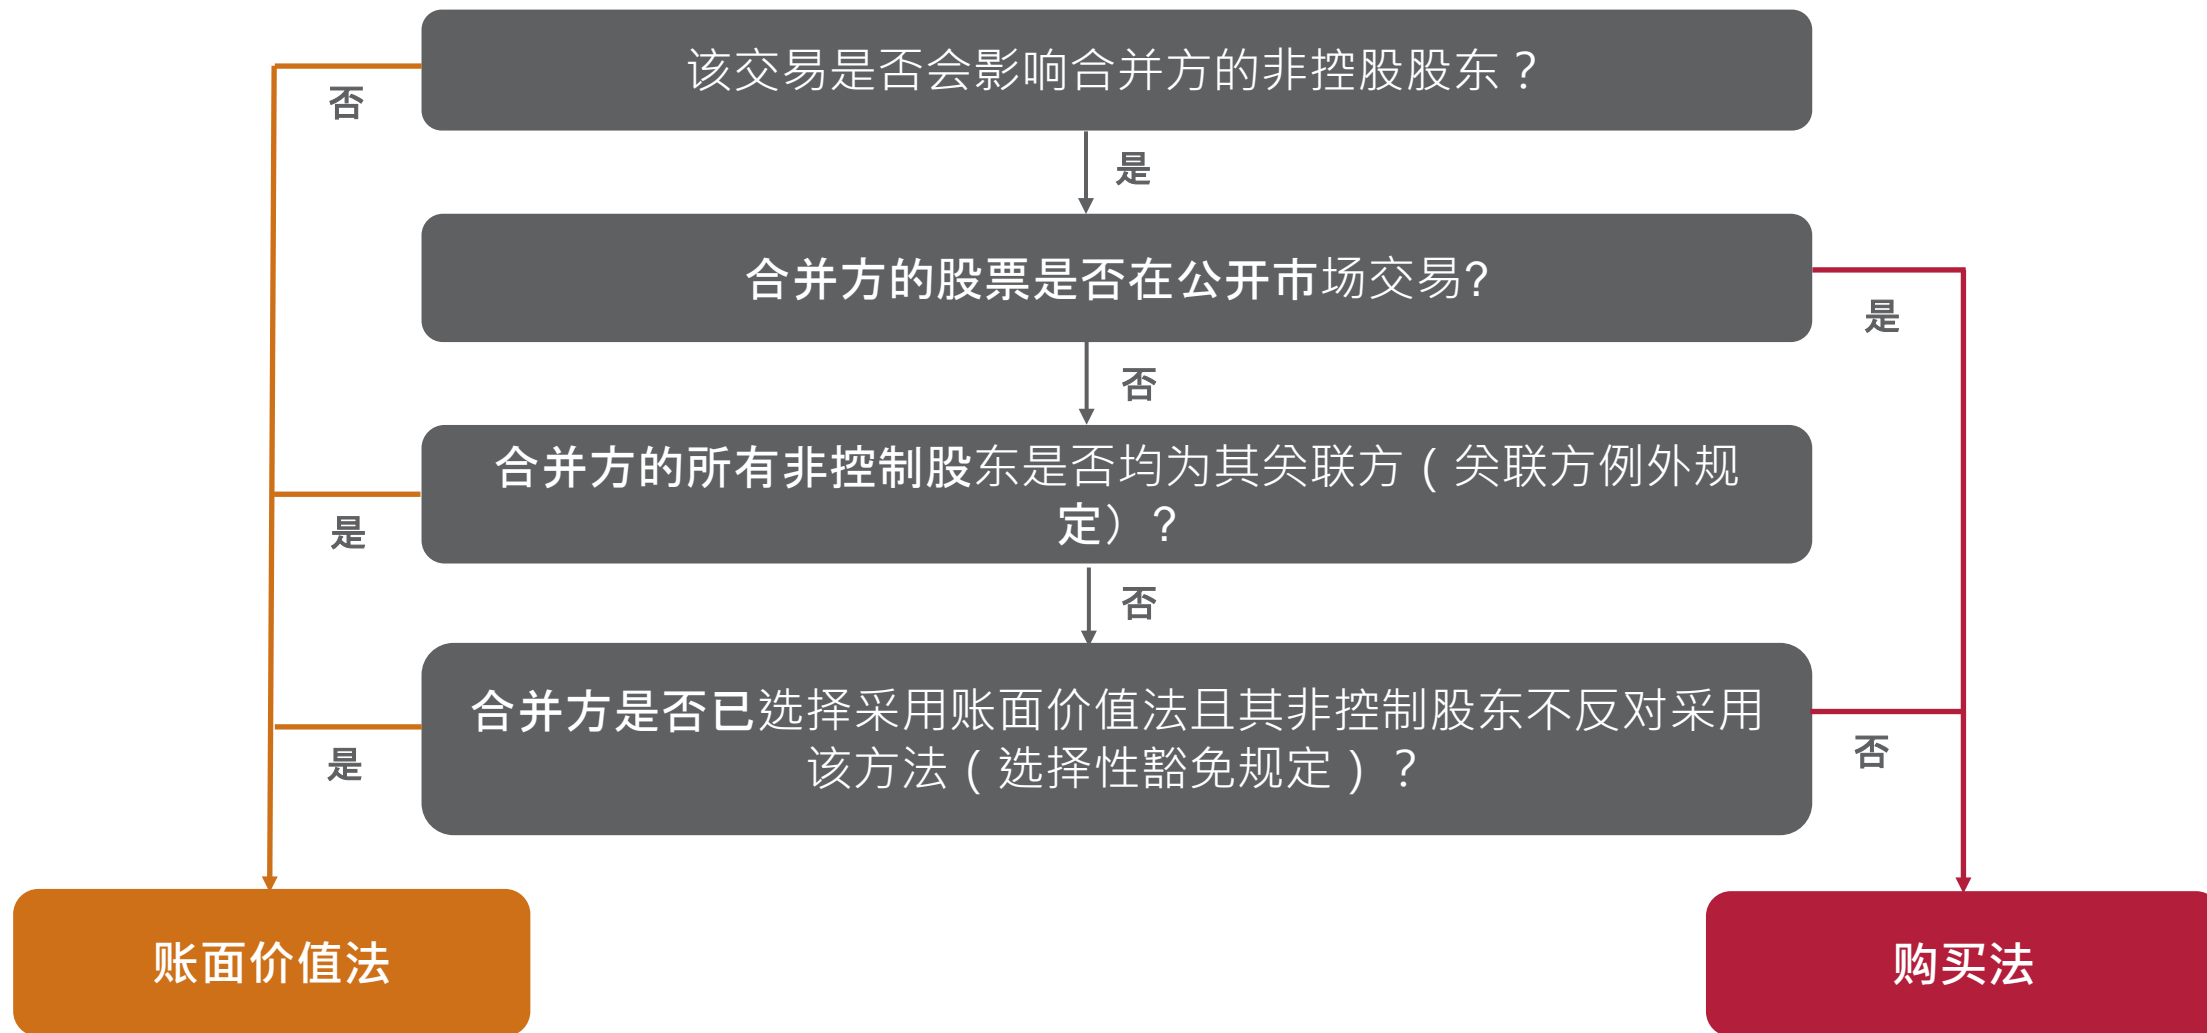 该交易是否会影响合并方的非控股股东？
否
是
合并方的股票是否在公开市场交易?
是
否
合并方的所有非控制股东是否均为其关联方（关联方例外规
定）?
是
否
合并方是否已选择采用账面价值法且其非控制股东不反对采用
该方法（选择性豁免规定）？
是
否
账面价值法
购买法